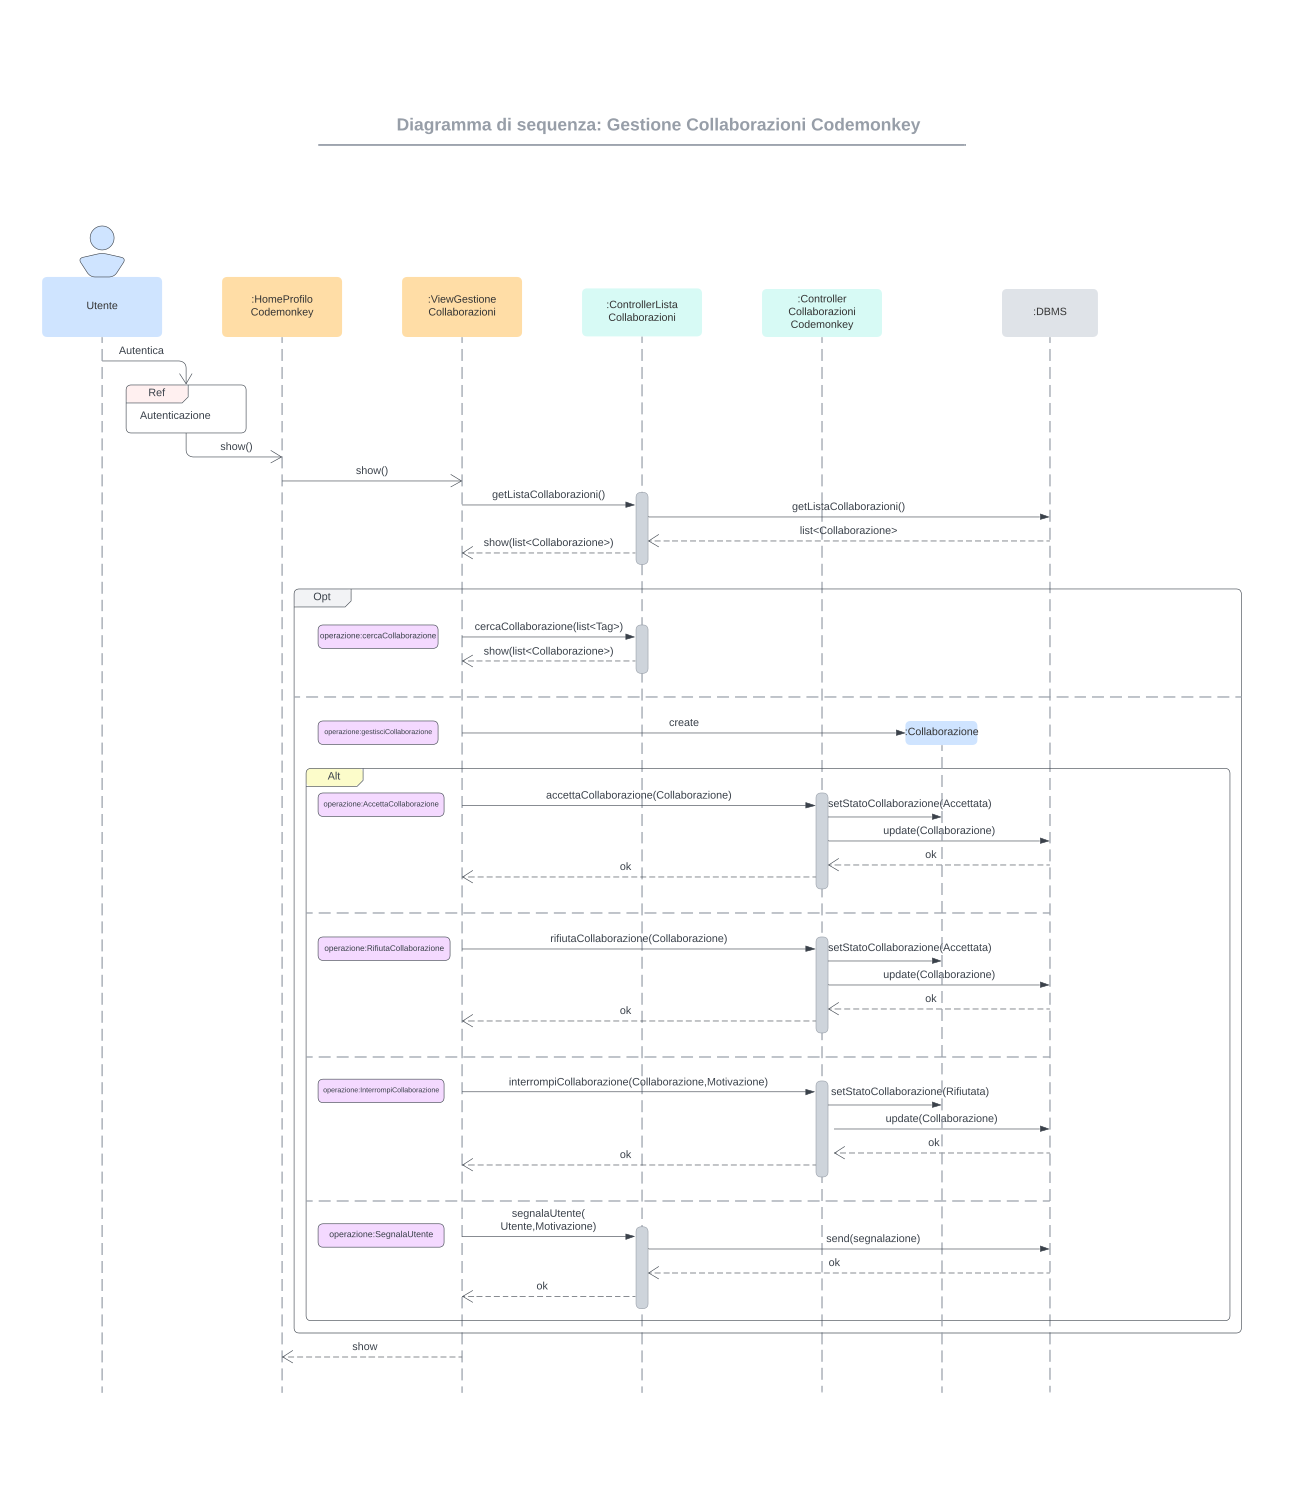 Diagramma di sequenza: Gestione Collaborazioni Codemonkey
Utente
:HomeProfilo
Codemonkey
:ViewGestione
Collaborazioni
:ControllerLista
Collaborazioni
:Controller
Collaborazioni
Codemonkey
:DBMS
Autentica
Ref
Autenticazione
show()
show()
getListaCollaborazioni()
getListaCollaborazioni()
list<Collaborazione>
show(list<Collaborazione>)
Opt
operazione:cercaCollaborazione
cercaCollaborazione(list<Tag>)
show(list<Collaborazione>)
operazione:gestisciCollaborazione
create
:Collaborazione
Alt
operazione:AccettaCollaborazione
accettaCollaborazione(Collaborazione)
setStatoCollaborazione(Accettata)
update(Collaborazione)
ok
ok
operazione:RifiutaCollaborazione
rifiutaCollaborazione(Collaborazione)
setStatoCollaborazione(Accettata)
update(Collaborazione)
ok
ok
operazione:InterrompiCollaborazione
interrompiCollaborazione(Collaborazione,Motivazione)
setStatoCollaborazione(Rifiutata)
update(Collaborazione)
ok
ok
operazione:SegnalaUtente
segnalaUtente(
Utente,Motivazione)
send(segnalazione)
ok
ok
show